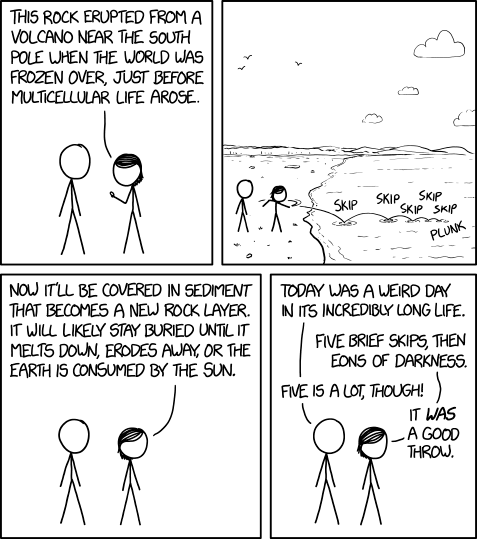 THIS ROCK ERUPTED FROM A
VOLCANO NEAR THE SOUTH
POLE WHEN THE WORLD WAS
FROZEN OVER, JUST BEFORE
MULTICELLULAR LIFE AROSE.
SKIP
SKIP
SKIP
SKIP
SKIP
PLUNK
NOW IT'LL BE COVERED IN SEDIMENT
THAT BECOMES A NEW ROCK LAYER.
IT WILL LIKELY STAY BURIED UNTIL IT
MELTS DOWN, ERODES AWAY, OR THE
EARTH IS CONSUMED BY THE SUN.
TODAY WAS A WEIRD DAY
IN ITS INCREDIBLY LONG LIFE.
FIVE BRIEF SKIPS, THEN
EONS OF DARKNESS.
FIVE IS A LOT, THOUGH!
IT WAS
A GOOD
THROW.